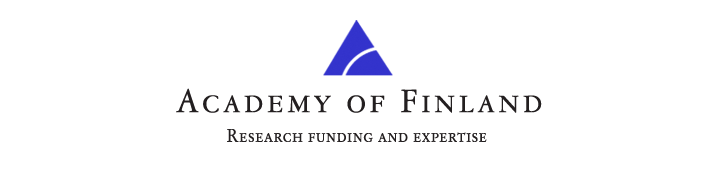 Academy of Finland
Research funding and expertise